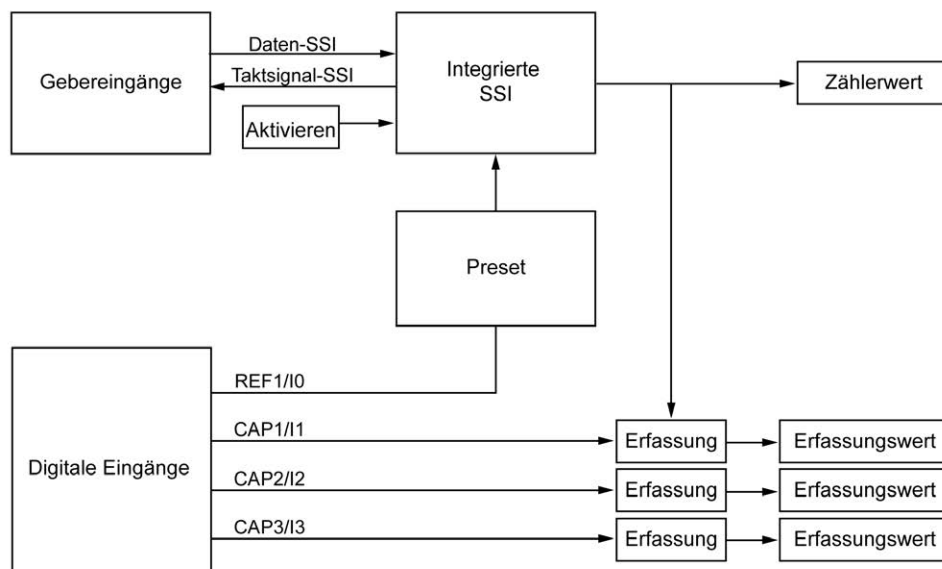 Daten-SSI
Gebereingänge
Taktsignal-SSI
Integrierte
SSI
Zählerwert
Aktivieren
Preset
REF1/I0
Digitale Eingänge
CAP1/I1
Erfassung
Erfassungswert
CAP2/I2
Erfassung
Erfassungswert
CAP3/I3
Erfassung
Erfassungswert